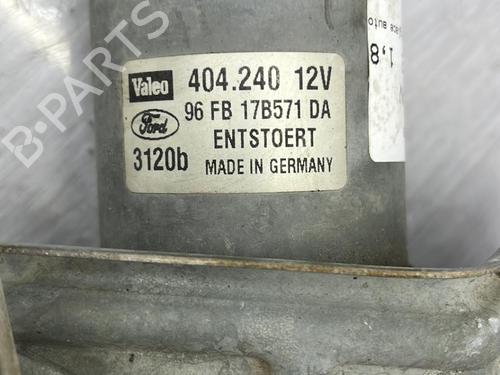 Valeo 404.240 12V
Ford 96 FB 17B571 DA
ENTSTOERT
3120b MADE IN GERMANY
1,8
B-PARTS